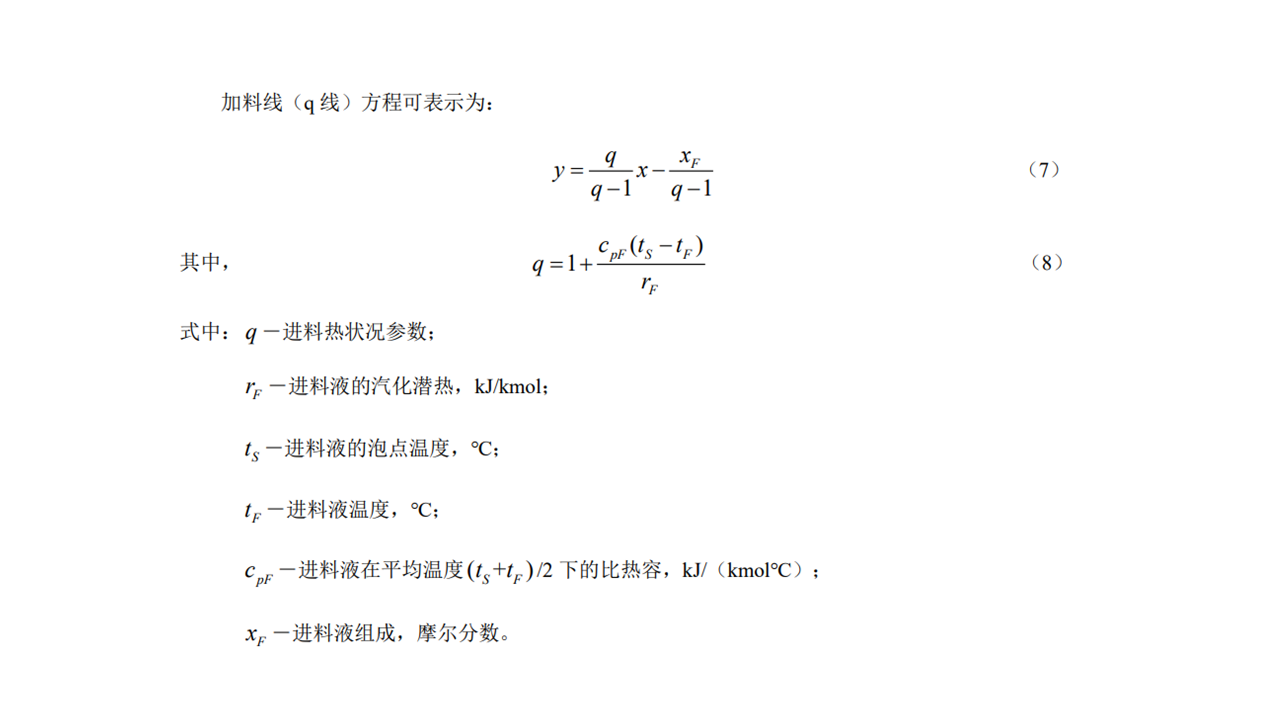 加料线（q 线）方程可表示为：
y = \frac{q}{q-1} x - \frac{x_F}{q-1} （7）
其中， q = 1 + \frac{c_{pF}(t_S - t_F)}{r_F} （8）
式中：q －进料热状况参数；
r_F －进料液的汽化潜热，kJ/kmol；
t_S －进料液的泡点温度，℃；
t_F －进料液温度，℃；
c_{pF} －进料液在平均温度(t_S+t_F)/2 下的比热容，kJ/（kmol℃）；
x_F －进料液组成，摩尔分数。